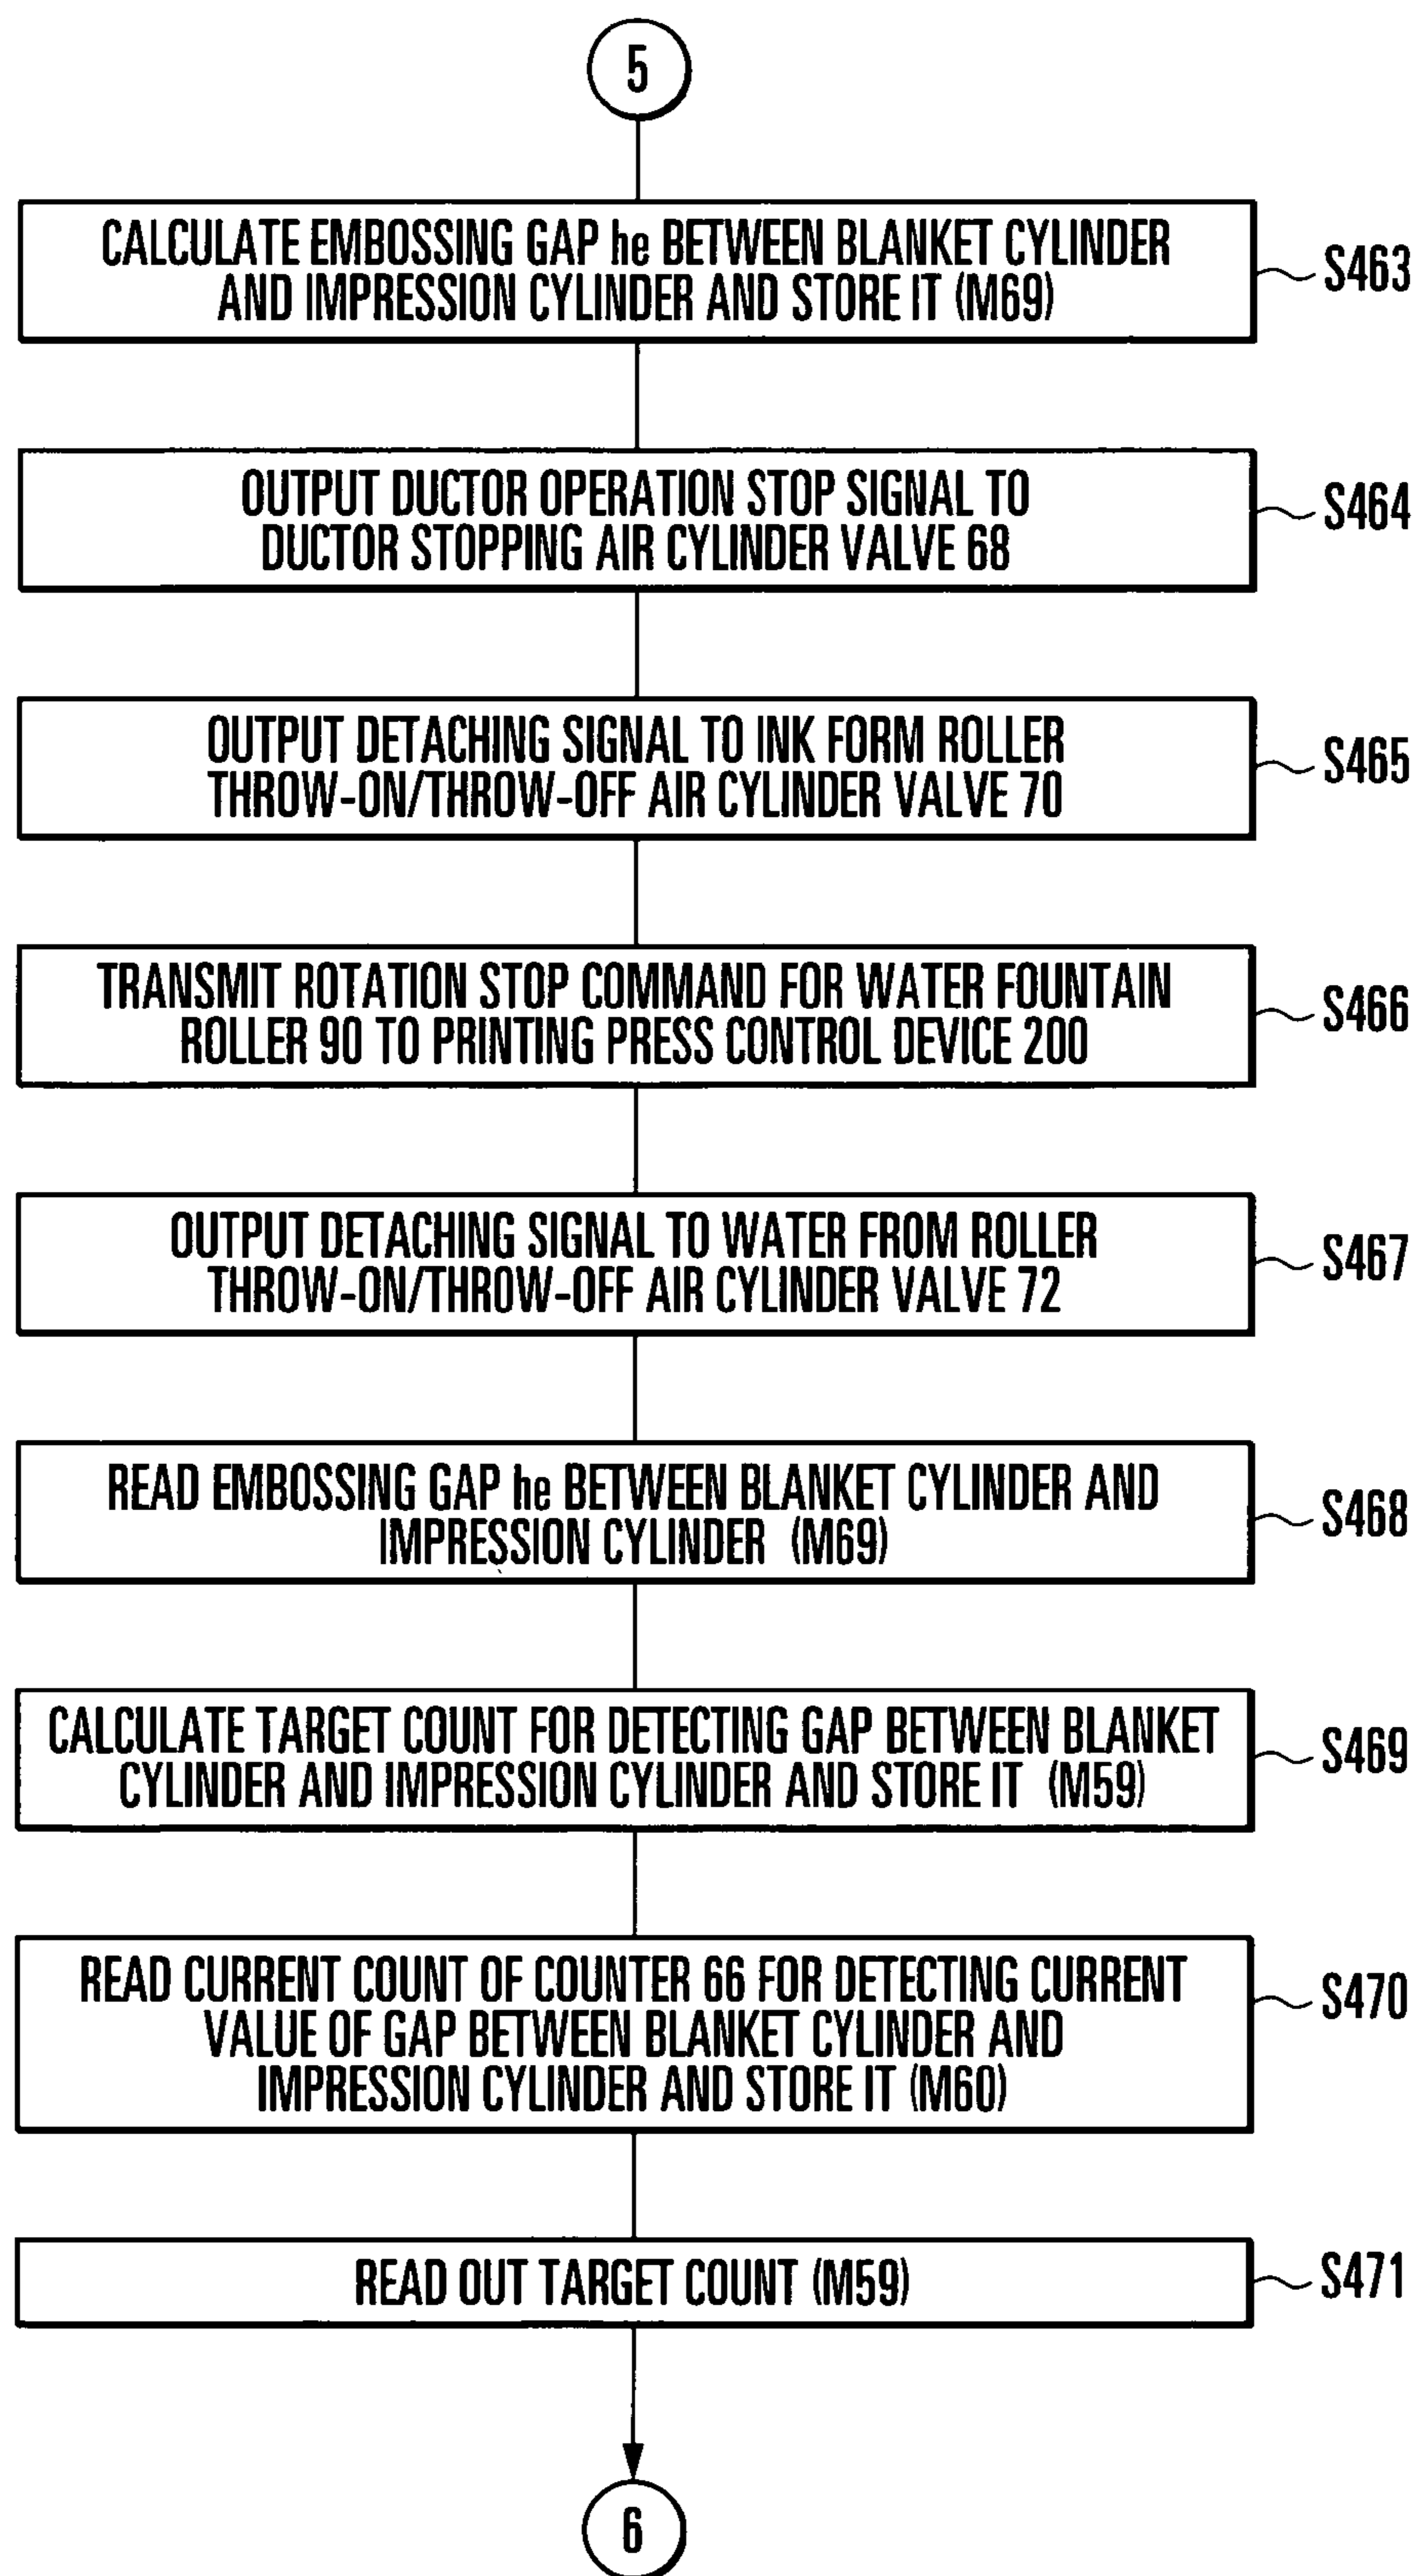 5
CALCULATE EMBOSSING GAP he BETWEEN BLANKET CYLINDER
AND IMPRESSION CYLINDER AND STORE IT (M69)
S463
OUTPUT DUCTOR OPERATION STOP SIGNAL TO
DUCTOR STOPPING AIR CYLINDER VALVE 68
S464
OUTPUT DETACHING SIGNAL TO INK FORM ROLLER
THROW-ON/THROW-OFF AIR CYLINDER VALVE 70
S465
TRANSMIT ROTATION STOP COMMAND FOR WATER FOUNTAIN
ROLLER 90 TO PRINTING PRESS CONTROL DEVICE 200
S466
OUTPUT DETACHING SIGNAL TO WATER FROM ROLLER
THROW-ON/THROW-OFF AIR CYLINDER VALVE 72
S467
READ EMBOSSING GAP he BETWEEN BLANKET CYLINDER AND
IMPRESSION CYLINDER (M69)
S468
CALCULATE TARGET COUNT FOR DETECTING GAP BETWEEN BLANKET
CYLINDER AND IMPRESSION CYLINDER AND STORE IT (M59)
S469
READ CURRENT COUNT OF COUNTER 66 FOR DETECTING CURRENT
VALUE OF GAP BETWEEN BLANKET CYLINDER AND
IMPRESSION CYLINDER AND STORE IT (M60)
S470
READ OUT TARGET COUNT (M59)
S471
6